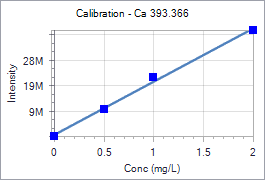 Calibration - Ca 393.366
Intensity
28M
19M
9M
0
0.5
1
1.5
2
Conc (mg/L)